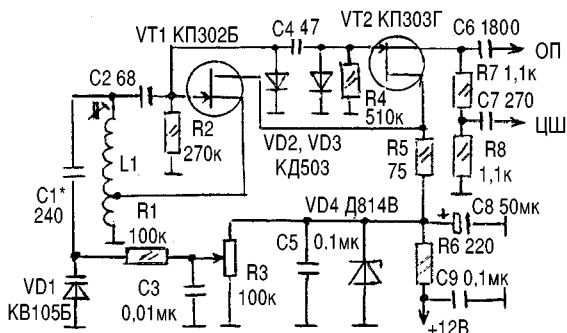 C4 47
VT2 КП303Г
C6 1800
ОП
VT1 КП302Б
C2 68
R7 1,1к
C7 270
ЦШ
R4
510к
R2
270к
L1
VD2, VD3
КД503
R5
75
R8
1,1к
C1*
240
R1
100к
VD4 Д814В
+
C8 50мк
C5
0.1мк
R6 220
R3
100к
C9 0,1мк
VD1
КВ105Б
C3
0,01мк
+12В